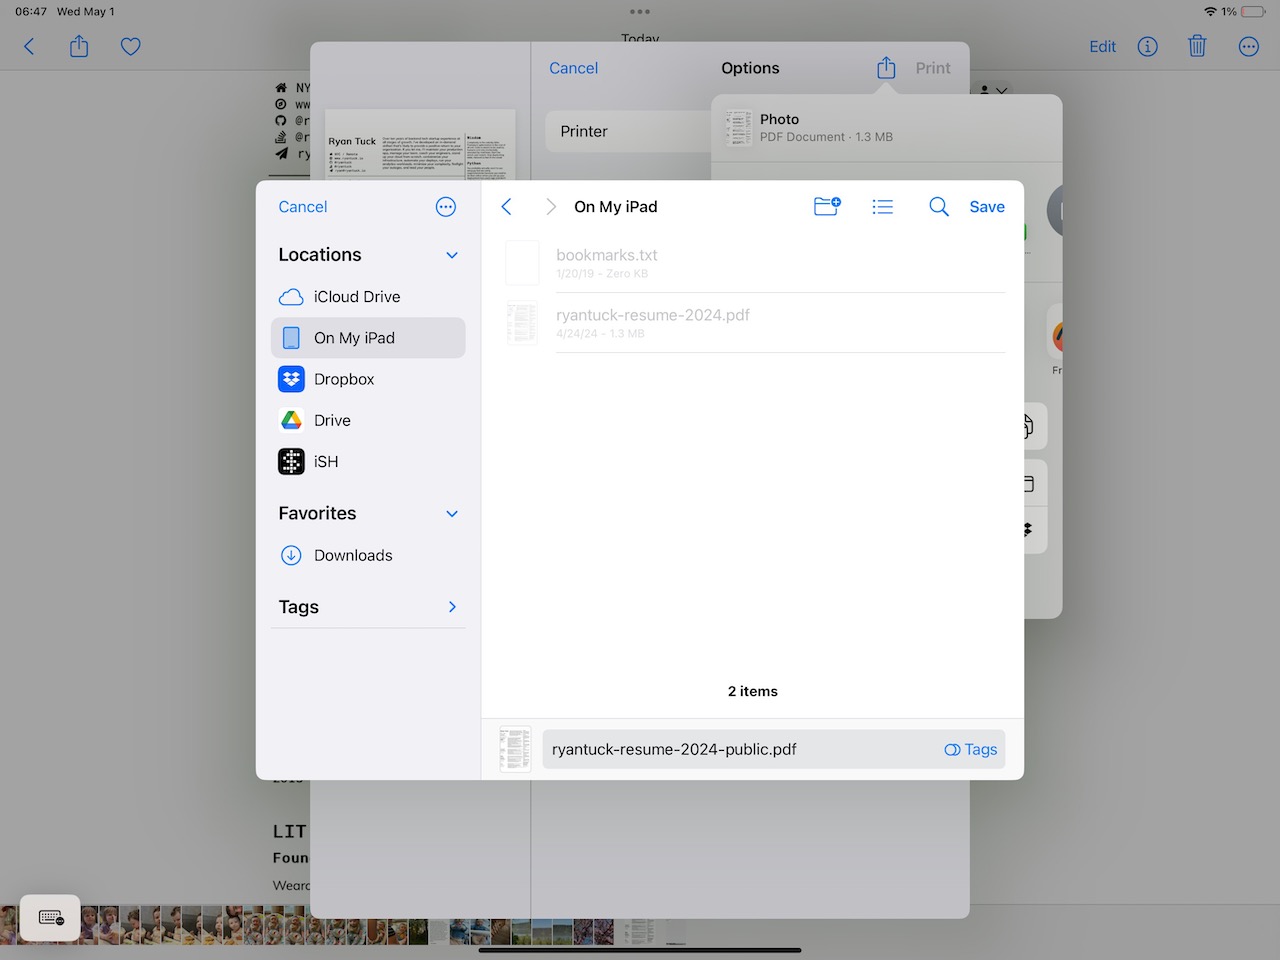 06:47 Wed May 1
1%
Today
Edit
Cancel
Options
Print
Printer
Photo
PDF Document · 1.3 MB
Ryan Tuck
NY
ww
@r
@r
ry
Cancel
On My iPad
Save
Locations
iCloud Drive
On My iPad
Dropbox
Drive
iSH
Favorites
Downloads
Tags
bookmarks.txt
1/20/19 - Zero KB
ryantuck-resume-2024.pdf
4/24/24 - 1.3 MB
2 items
ryantuck-resume-2024-public.pdf
Tags
Fr
LIT
Foun
Wearc